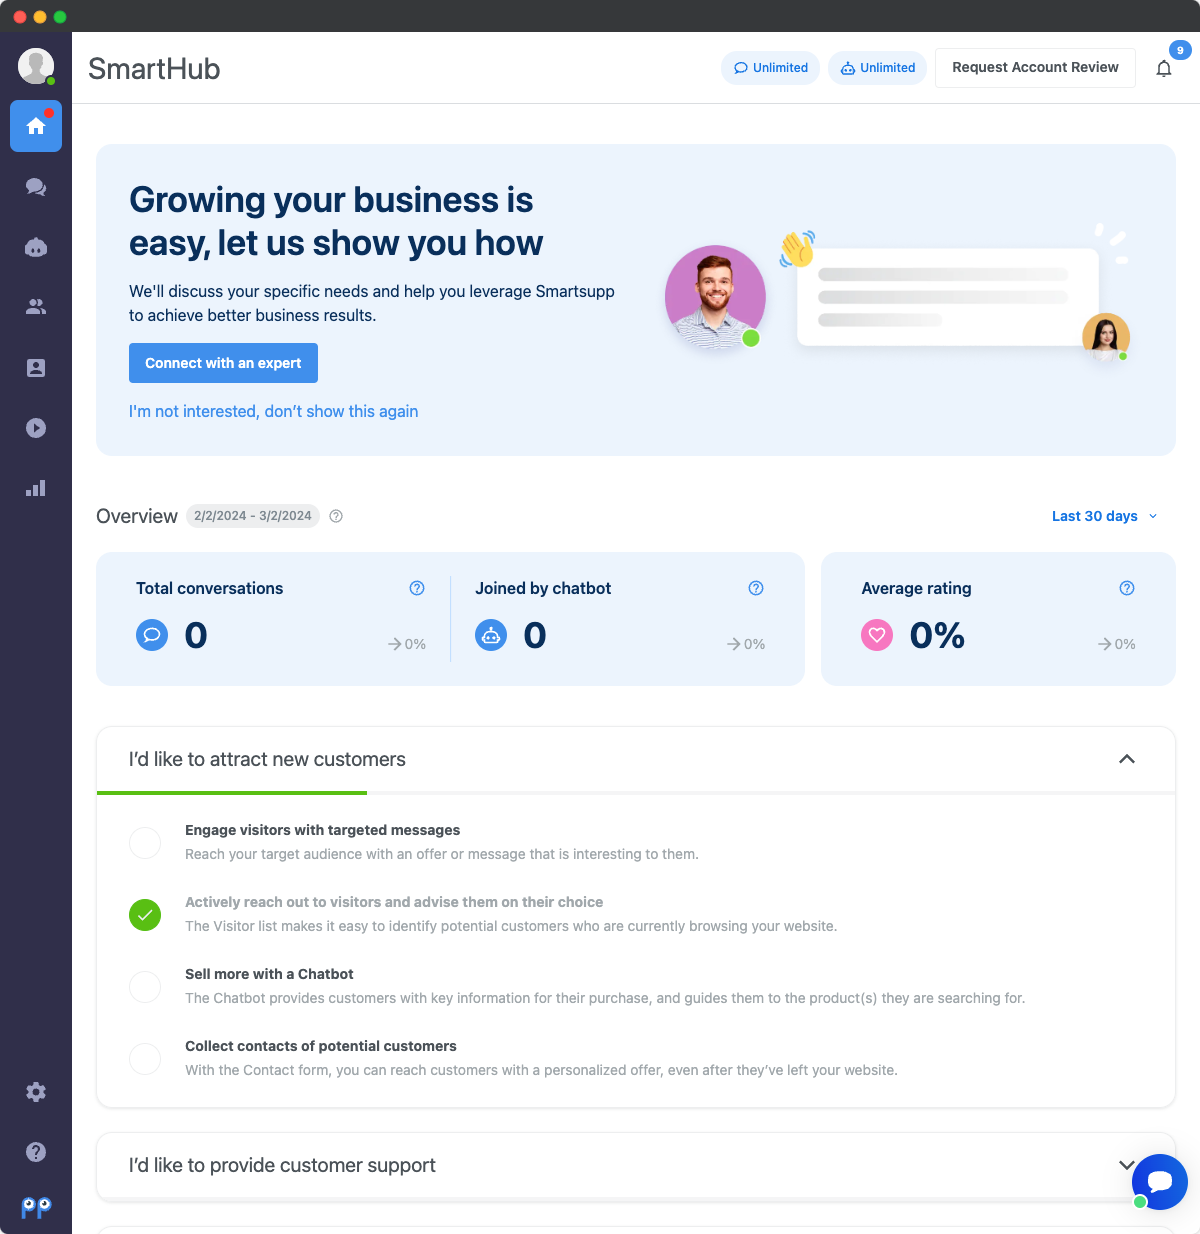 SmartHub
Unlimited
Unlimited
Request Account Review
9
Growing your business is
easy, let us show you how
We'll discuss your specific needs and help you leverage Smartsupp
to achieve better business results.
Connect with an expert
I'm not interested, don’t show this again
Overview
2/2/2024 - 3/2/2024
Last 30 days
Total conversations
0
0%
Joined by chatbot
0
0%
Average rating
0%
0%
I’d like to attract new customers
Engage visitors with targeted messages
Reach your target audience with an offer or message that is interesting to them.
Actively reach out to visitors and advise them on their choice
The Visitor list makes it easy to identify potential customers who are currently browsing your website.
Sell more with a Chatbot
The Chatbot provides customers with key information for their purchase, and guides them to the product(s) they are searching for.
Collect contacts of potential customers
With the Contact form, you can reach customers with a personalized offer, even after they’ve left your website.
I’d like to provide customer support